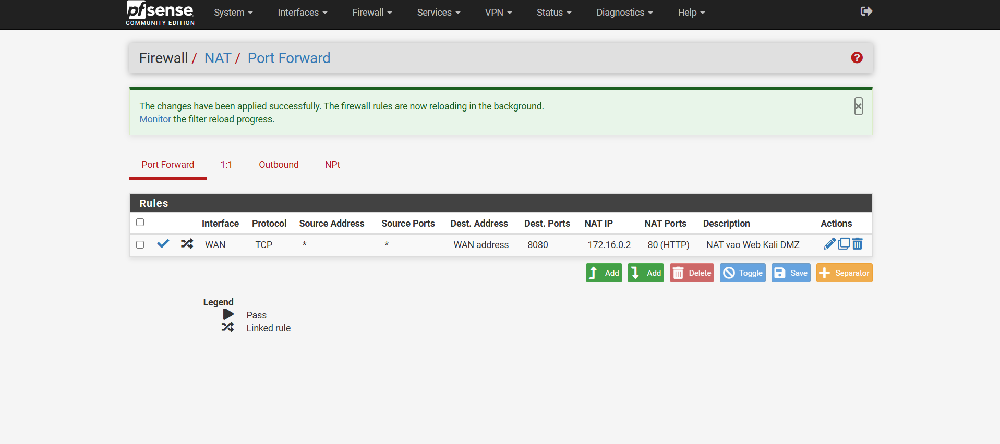 pfsense
COMMUNITY EDITION
System Interfaces Firewall Services VPN Status Diagnostics Help
Firewall / NAT / Port Forward
The changes have been applied successfully. The firewall rules are now reloading in the background.
Monitor the filter reload progress.
Port Forward 1:1 Outbound NPt
Rules
Interface Protocol Source Address Source Ports Dest. Address Dest. Ports NAT IP NAT Ports Description Actions
WAN TCP * * WAN address 8080 172.16.0.2 80 (HTTP) NAT vao Web Kali DMZ
Add Add Delete Toggle Save Separator
Legend
Pass
Linked rule